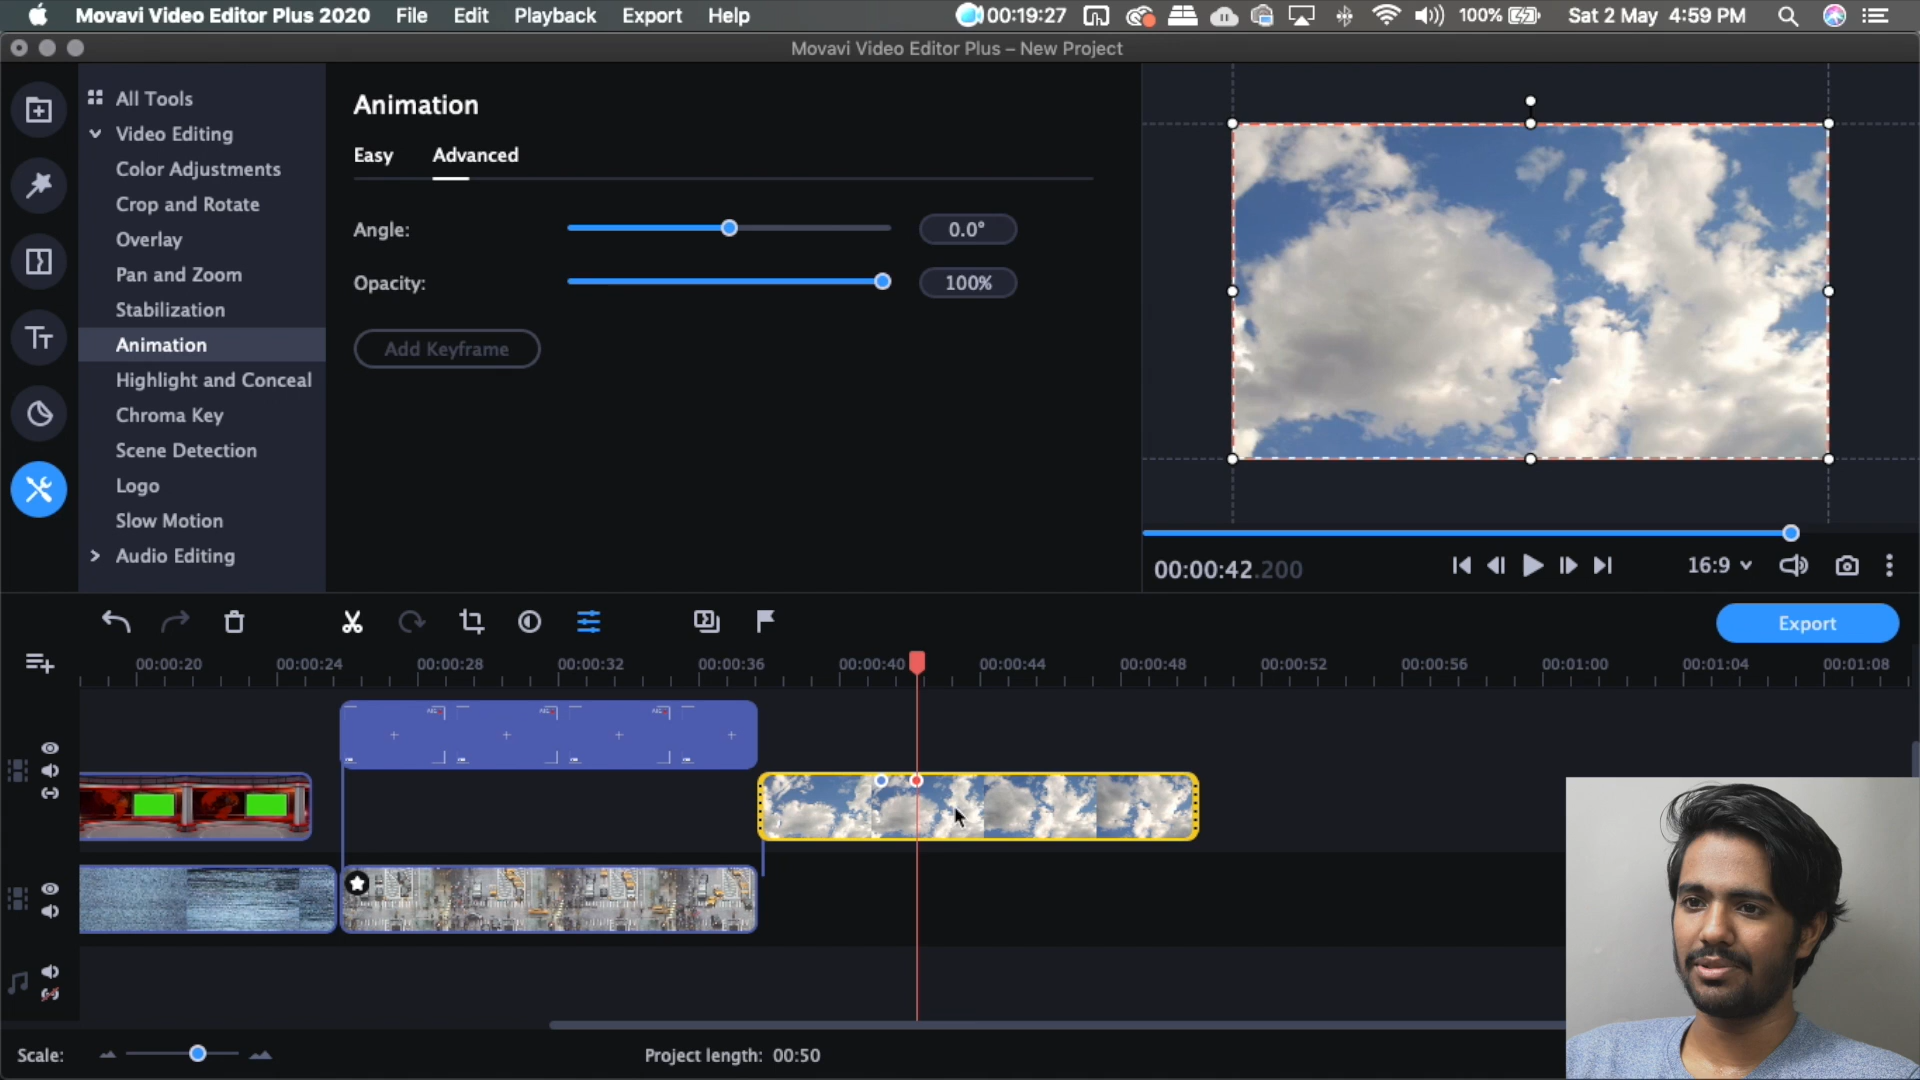 Movavi Video Editor Plus 2020 File Edit Playback Export Help 00:19:27 100% Sat 2 May 4:59 PM
Movavi Video Editor Plus – New Project
All Tools
Video Editing
Color Adjustments
Crop and Rotate
Overlay
Pan and Zoom
Stabilization
Animation
Highlight and Conceal
Chroma Key
Scene Detection
Logo
Slow Motion
Audio Editing
Animation
Easy Advanced
Angle: 0.0°
Opacity: 100%
Add Keyframe
00:00:42.200
16:9
Export
00:00:20 00:00:24 00:00:28 00:00:32 00:00:36 00:00:40 00:00:44 00:00:48 00:00:52 00:00:56 00:01:00 00:01:04 00:01:08
Scale:
Project length: 00:50